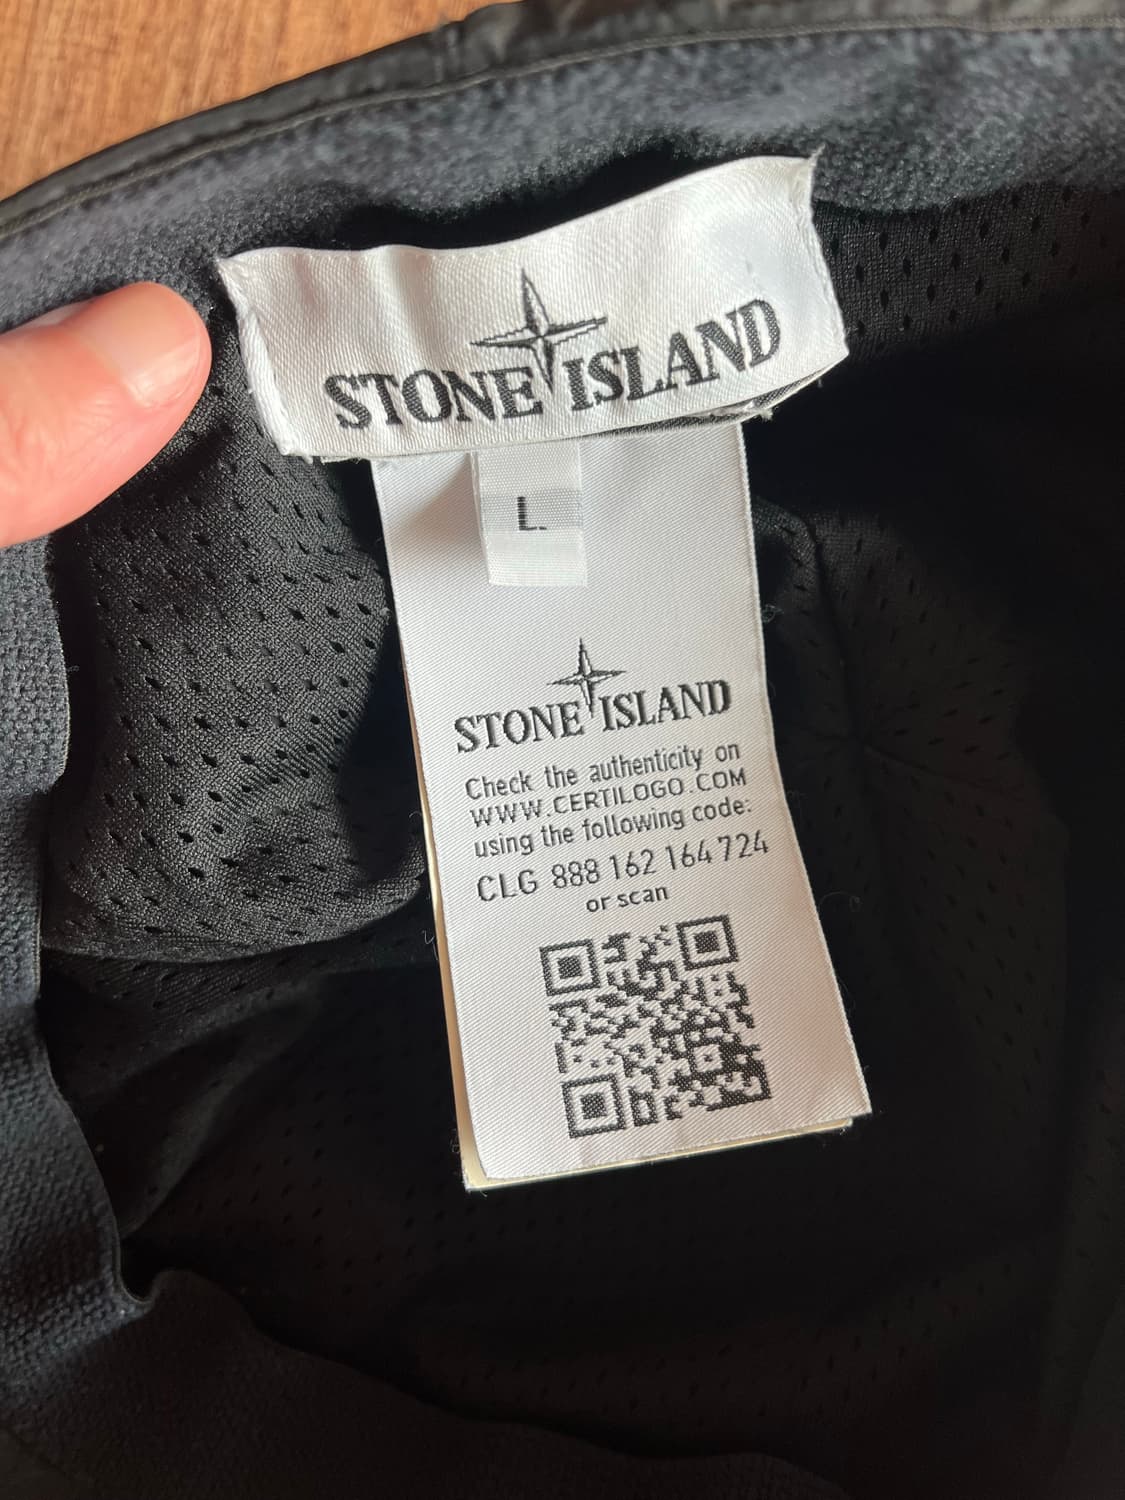 STONE ISLAND
L.
STONE ISLAND
Check the authenticity on
WWW.CERTILOGO.COM
using the following code:
CLG 888 162 164 724
or scan